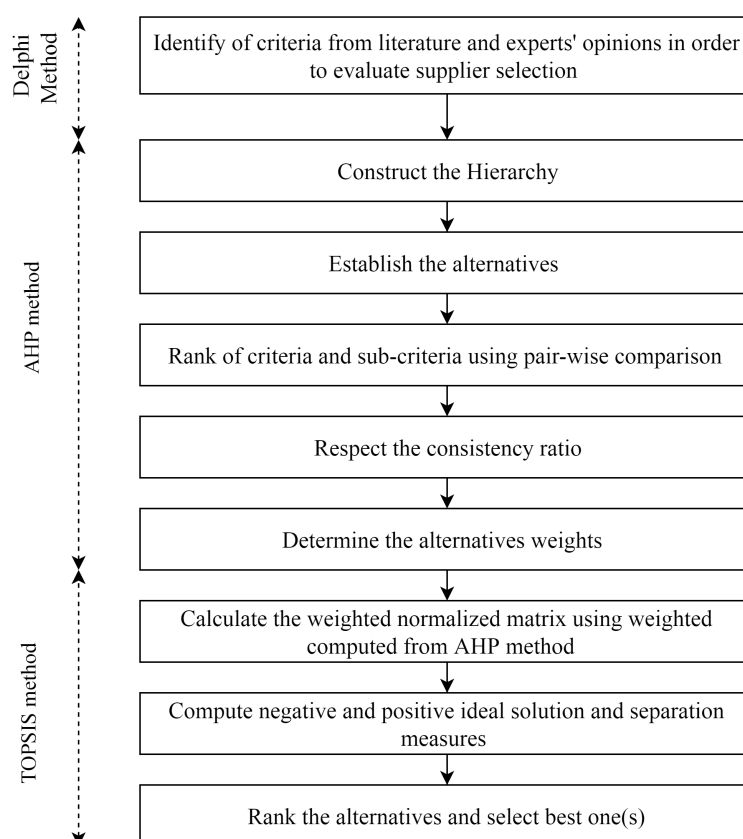 Delphi
Method
Identify of criteria from literature and experts' opinions in order
to evaluate supplier selection
AHP method
Construct the Hierarchy
Establish the alternatives
Rank of criteria and sub-criteria using pair-wise comparison
Respect the consistency ratio
Determine the alternatives weights
TOPSIS method
Calculate the weighted normalized matrix using weighted
computed from AHP method
Compute negative and positive ideal solution and separation
measures
Rank the alternatives and select best one(s)